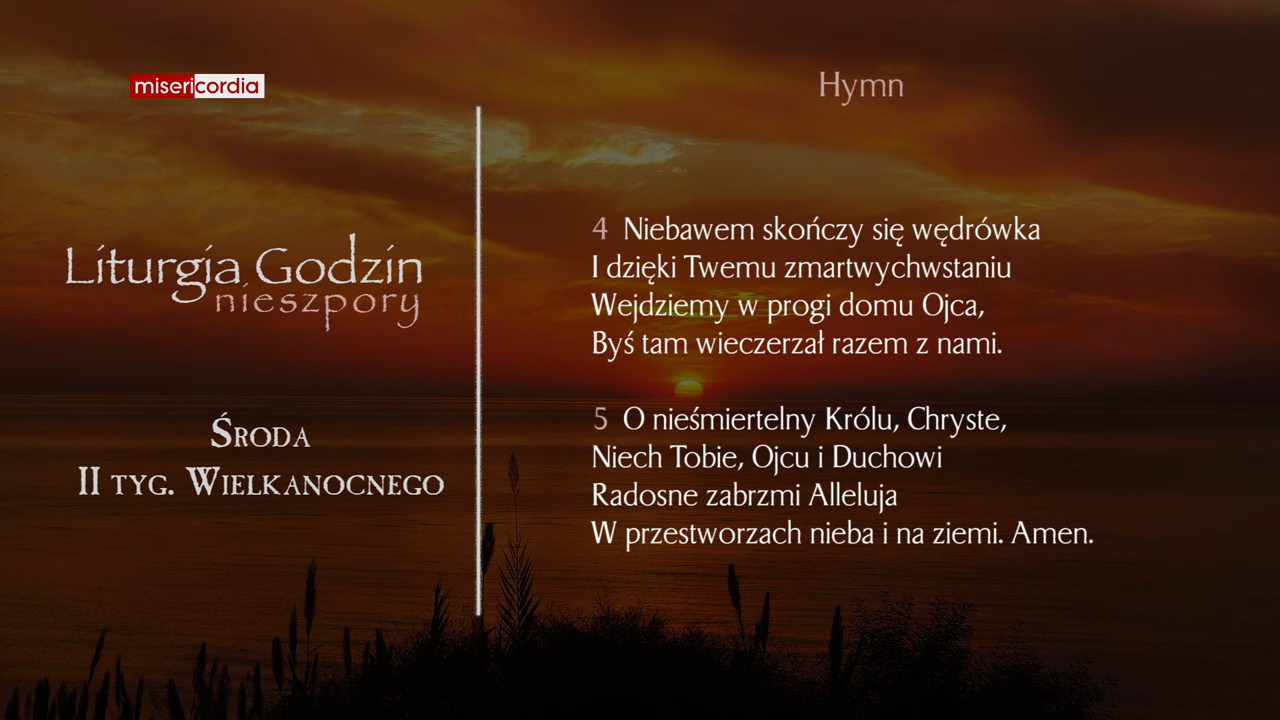 misericordia
Liturgia Godzin
nieszpory
Środa
II tyg. Wielkanocnego
Hymn
4 Niebawem skończy się wędrówka
I dzięki Twemu zmartwychwstaniu
Wejdziemy w progi domu Ojca,
Byś tam wieczerzał razem z nami.
5 O nieśmiertelny Królu, Chryste,
Niech Tobie, Ojcu i Duchowi
Radosne zabrzmi Alleluja
W przestworzach nieba i na ziemi. Amen.